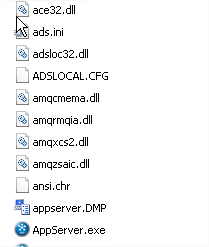 ace32.dll
ads.ini
adsloc32.dll
ADSLOCAL.CFG
amqcmema.dll
amqrmqia.dll
amqxcs2.dll
amqzsaic.dll
ansi.chr
appserver.DMP
AppServer.exe